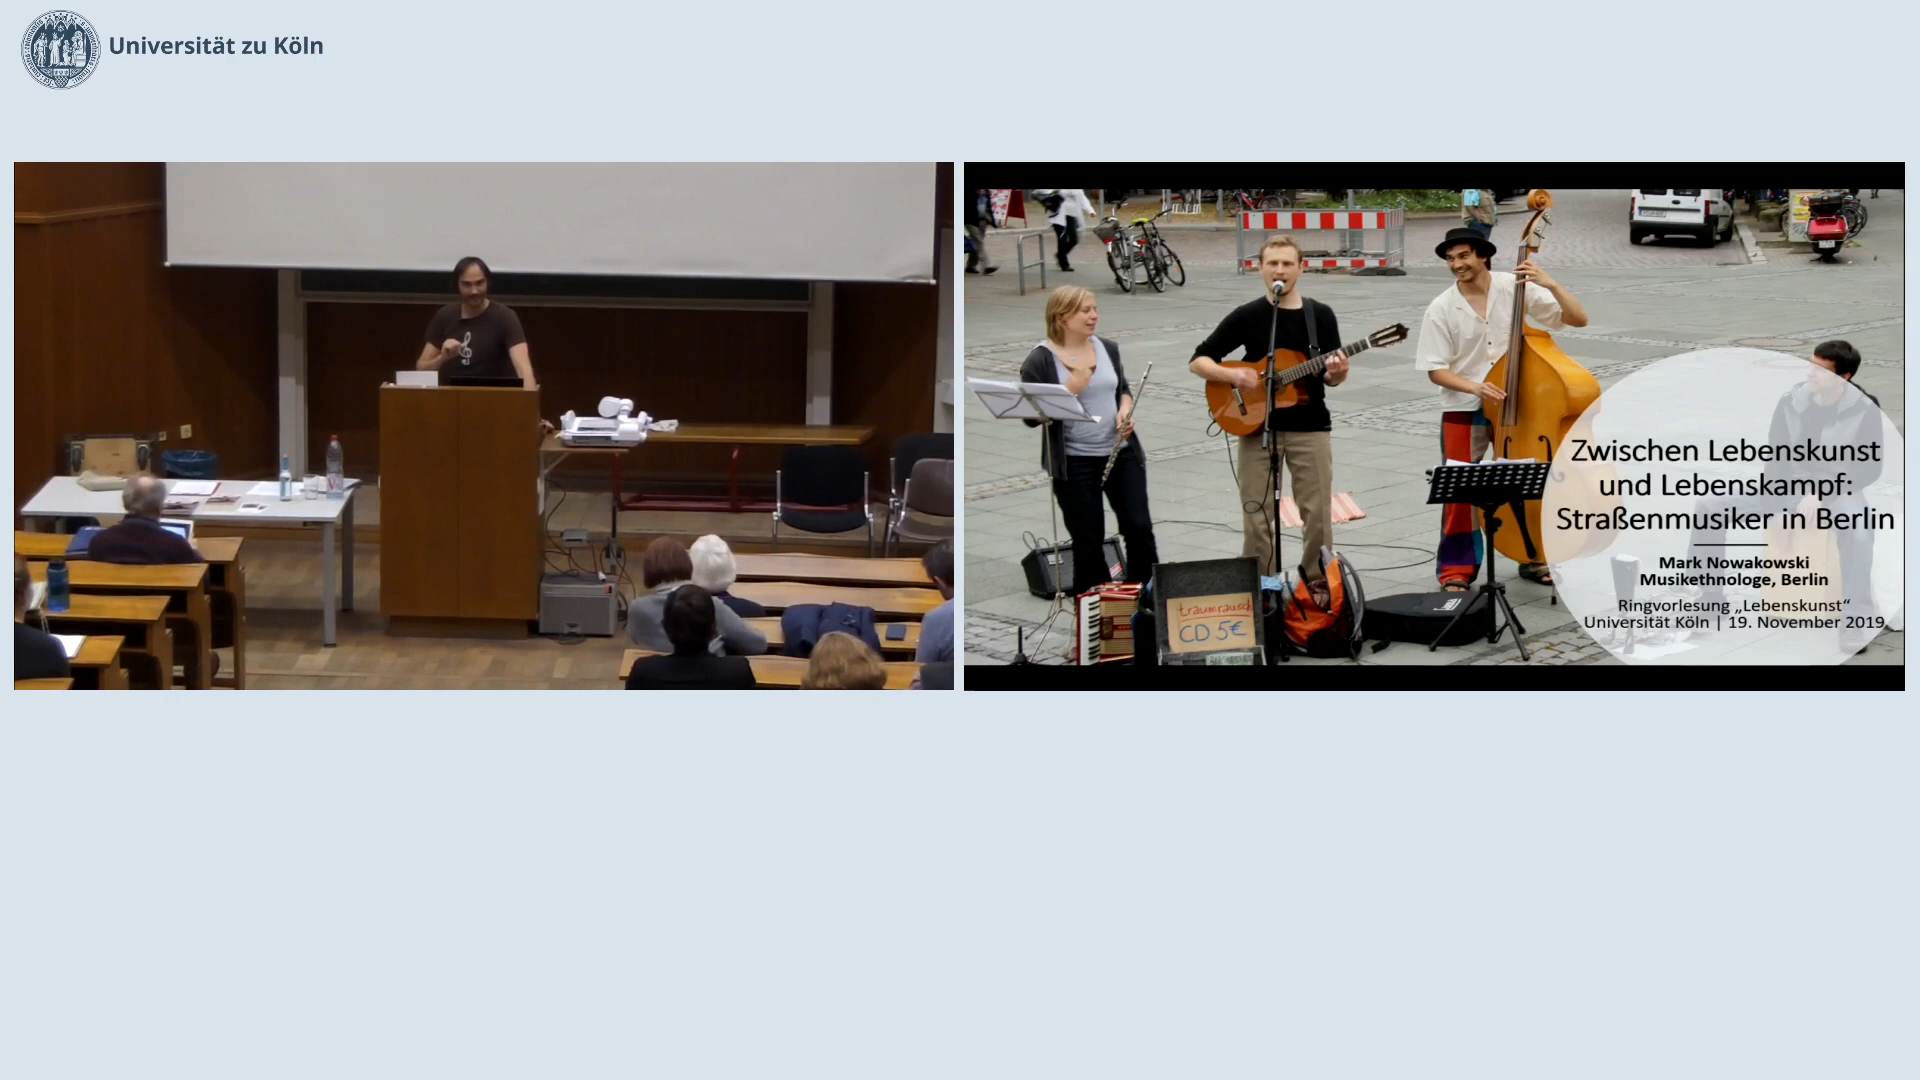 Universität zu Köln
traumrausch
CD 5€
Zwischen Lebenskunst
und Lebenskampf:
Straßenmusiker in Berlin
Mark Nowakowski
Musikethnologe, Berlin
Ringvorlesung „Lebenskunst“
Universität Köln | 19. November 2019